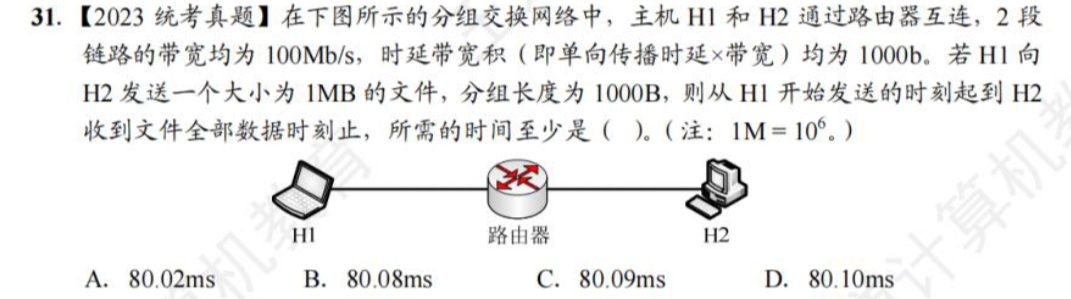 31. 【2023 统考真题】在下图所示的分组交换网络中，主机 H1 和 H2 通过路由器互连，2 段
链路的带宽均为 100Mb/s，时延带宽积（即单向传播时延×带宽）均为 1000b。若 H1 向
H2 发送一个大小为 1MB 的文件，分组长度为 1000B，则从 H1 开始发送的时刻起到 H2
收到文件全部数据时刻止，所需的时间至少是（ ）。（注：1M = 10⁶。）
H1 路由器 H2
A. 80.02ms B. 80.08ms C. 80.09ms D. 80.10ms